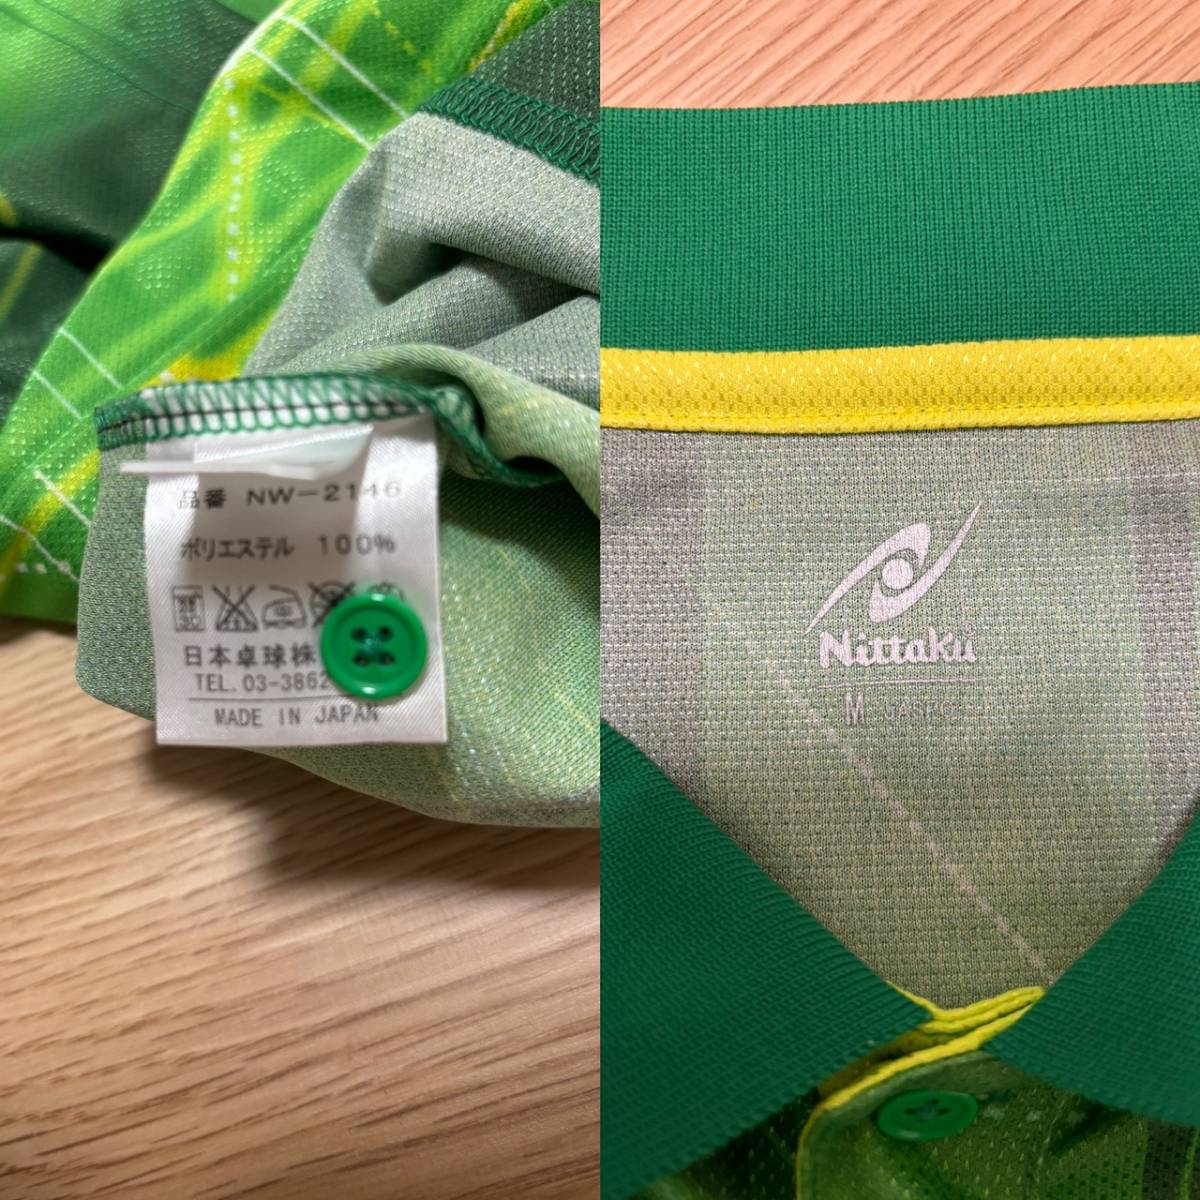 品番 NW-2146
ポリエステル 100%
日本卓球株
TEL. 03-3862
MADE IN JAPAN
Nittaku
M JASPO